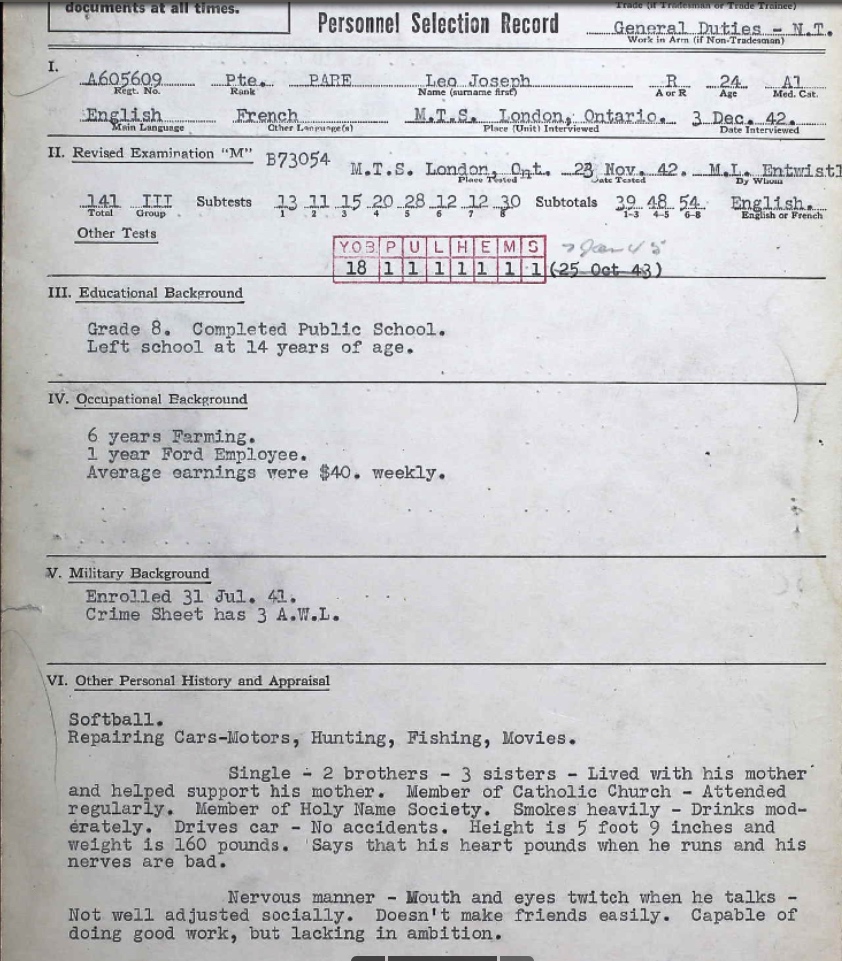 documents at all times.
Personnel Selection Record
Trade (if Tradesman or Trade Trainee)
General Duties - N.T.
Work in Arm (if Non-Tradesman)
I.
A605609 Pte. PARE Leo Joseph R 24 A1
Regt. No. Rank Name (surname first) A or R Age Med. Cat.
English French M.T.S. London, Ontario. 3 Dec. 42.
Main Language Other Language(s) Place (Unit) Interviewed Date Interviewed
II. Revised Examination "M" B73054 M.T.S. London, Ont. 23 Nov. 42. M.L. Entwistl
Place Tested Date Tested By Whom
141 III Subtests 13 11 15 20 28 12 12 30 Subtotals 39 48 54 English.
Total Group 1 2 3 4 5 6 7 8 1-3 4-5 6-8 English or French
Other Tests
YOB P U L H E M S 7 Jan 45
18 1 1 1 1 1 1 1 (25 Oct 43)
III. Educational Background
Grade 8. Completed Public School.
Left school at 14 years of age.
IV. Occupational Background
6 years Farming.
1 year Ford Employee.
Average earnings were $40. weekly.
V. Military Background
Enrolled 31 Jul. 41.
Crime Sheet has 3 A.W.L.
VI. Other Personal History and Appraisal
Softball.
Repairing Cars-Motors, Hunting, Fishing, Movies.
Single - 2 brothers - 3 sisters - Lived with his mother
and helped support his mother. Member of Catholic Church - Attended
regularly. Member of Holy Name Society. Smokes heavily - Drinks mod-
erately. Drives car - No accidents. Height is 5 foot 9 inches and
weight is 160 pounds. Says that his heart pounds when he runs and his
nerves are bad.
Nervous manner - Mouth and eyes twitch when he talks -
Not well adjusted socially. Doesn't make friends easily. Capable of
doing good work, but lacking in ambition.